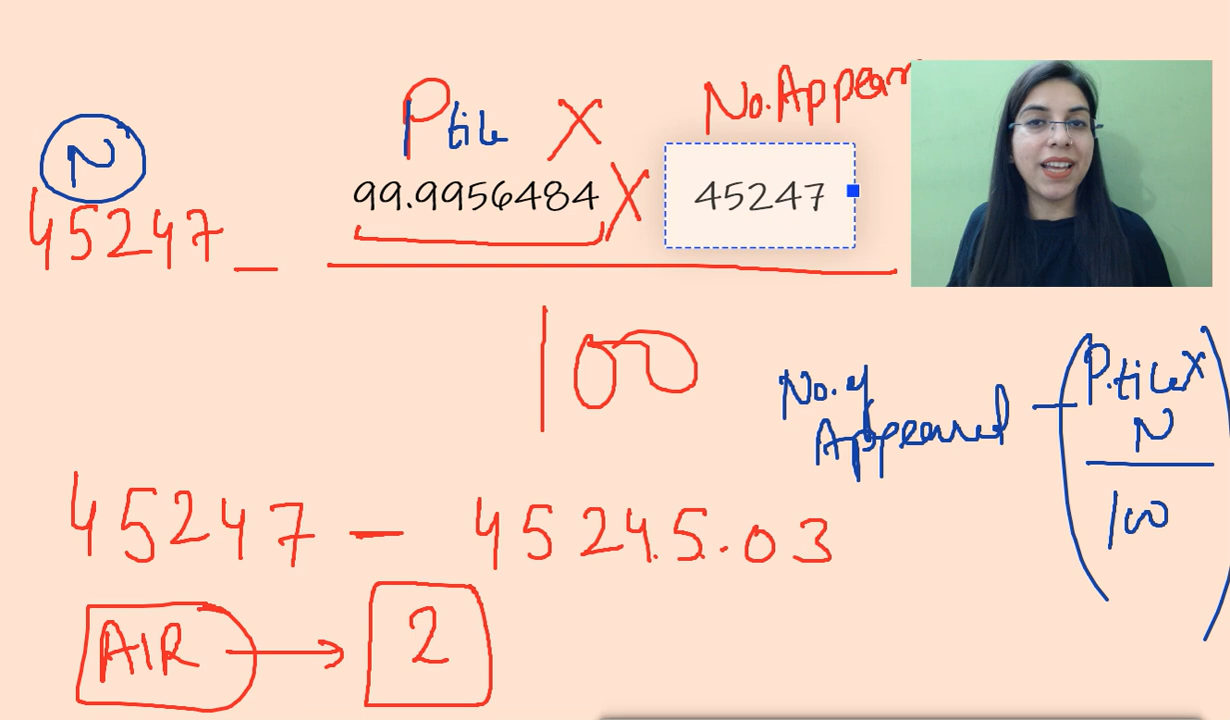 Ptile X No.Appear
N
99.9956484 X 45247
45247 _
100
No. of
Appeared - (P.tile X
N
100)
45247 - 45245.03
AIR → 2